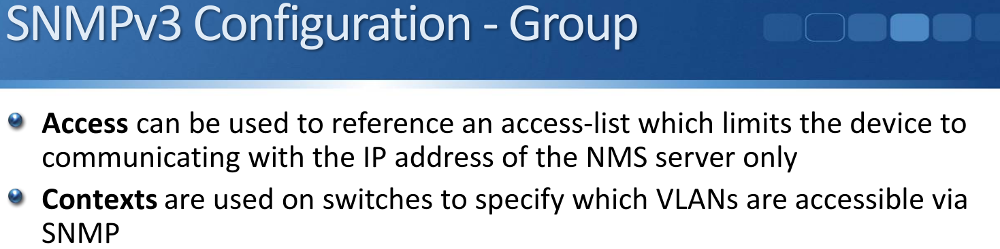 SNMPv3 Configuration - Group
Access can be used to reference an access-list which limits the device to
communicating with the IP address of the NMS server only
Contexts are used on switches to specify which VLANs are accessible via
SNMP